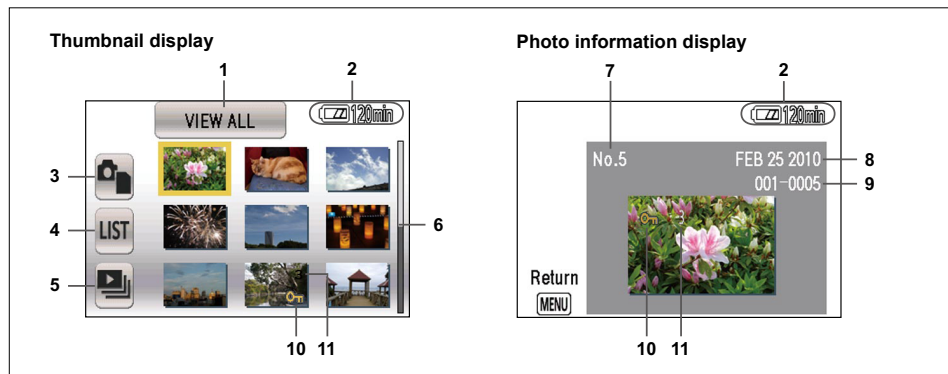 Thumbnail display
Photo information display
1
2
7
2
VIEW ALL
120min
120min
3
4
LIST
5
6
No.5
FEB 25 2010
8
001-0005
9
Return
MENU
10
11
10
11